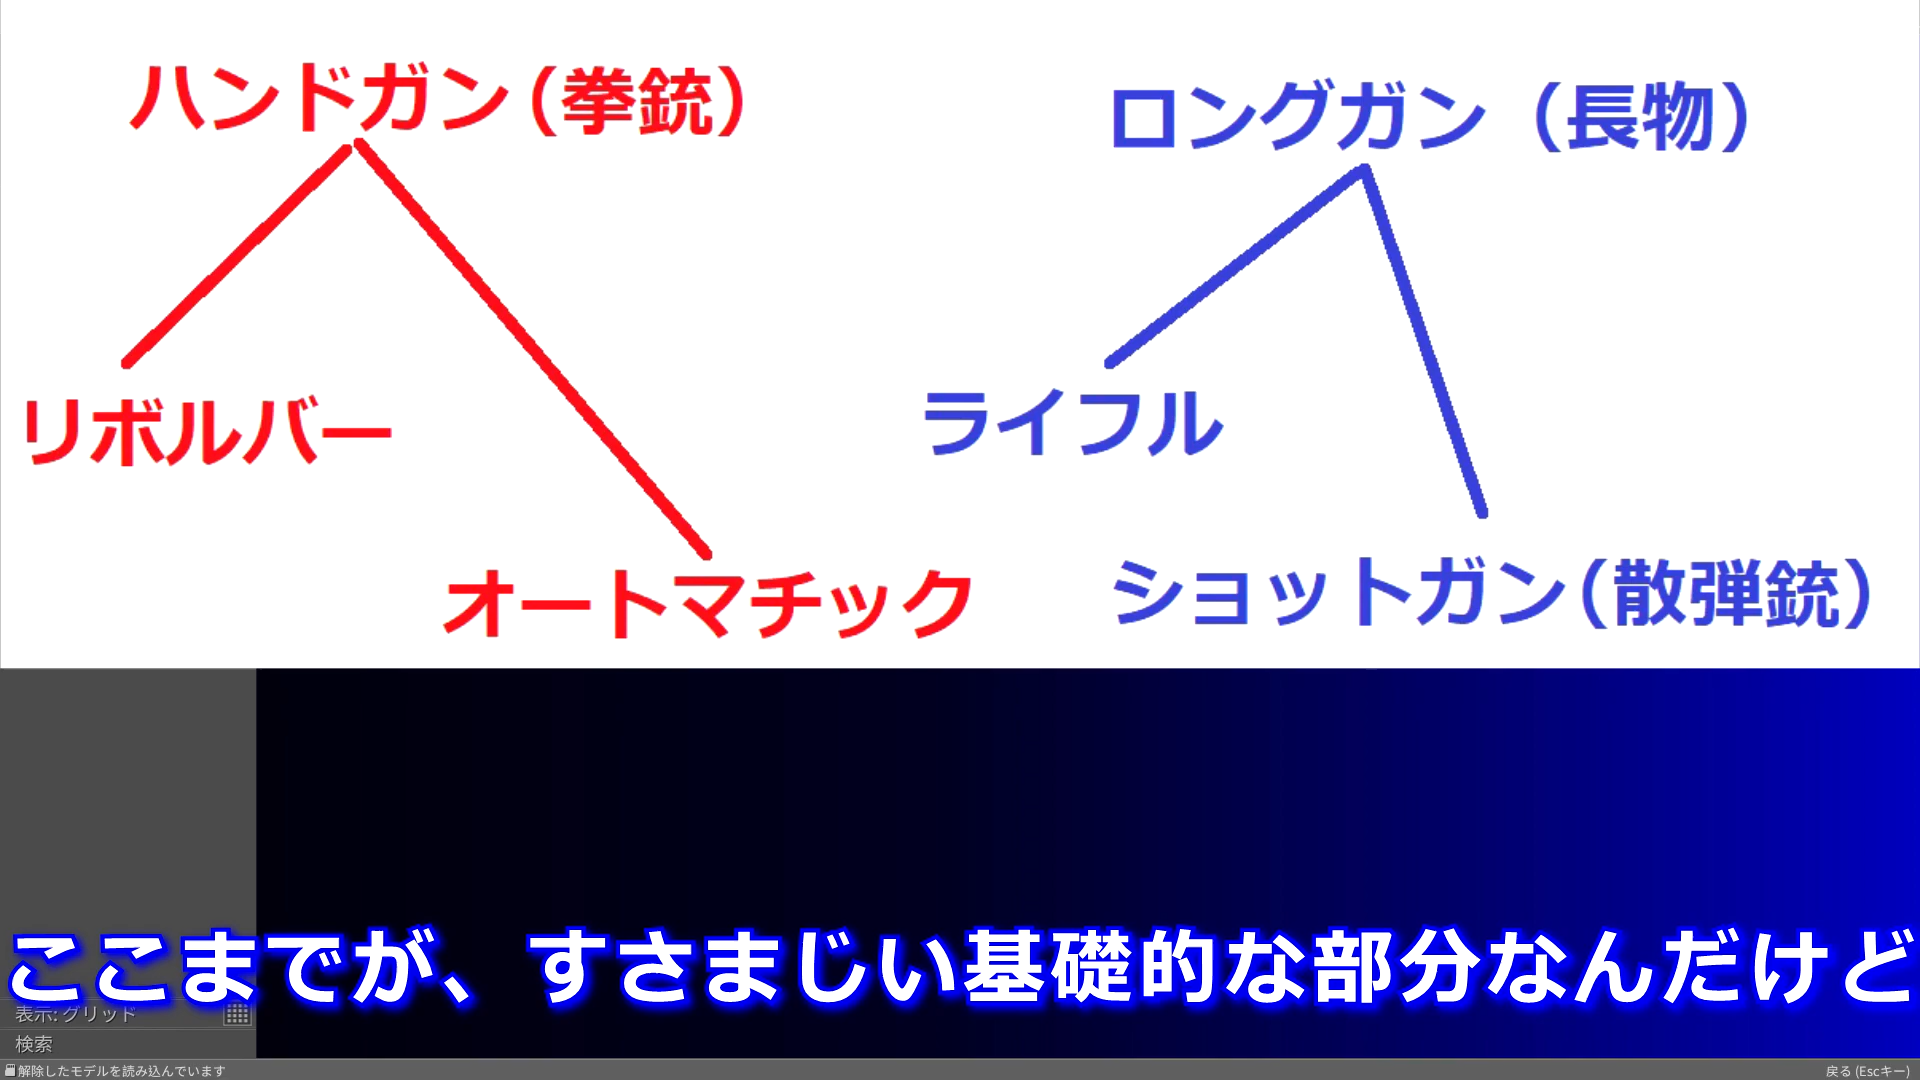 ハンドガン（拳銃）
ロングガン（長物）
リボルバー
ライフル
オートマチック
ショットガン（散弾銃）
ここまでが、すさまじい基礎的な部分なんだけど
表示: グリッド
検索
解除したモデルを読み込んでいます
戻る (Escキー)